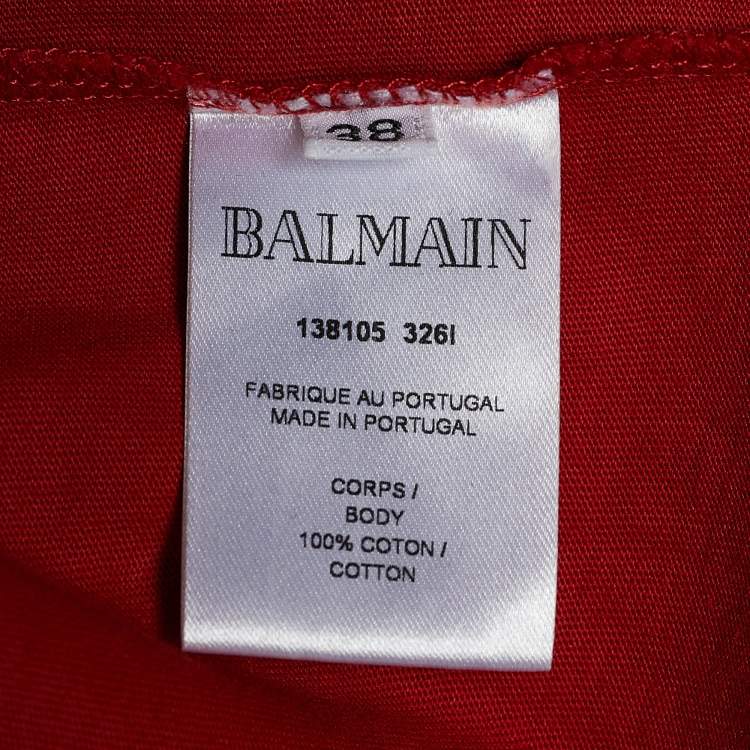 38
BALMAIN
138105 326I
FABRIQUE AU PORTUGAL
MADE IN PORTUGAL
CORPS /
BODY
100% COTON /
COTTON